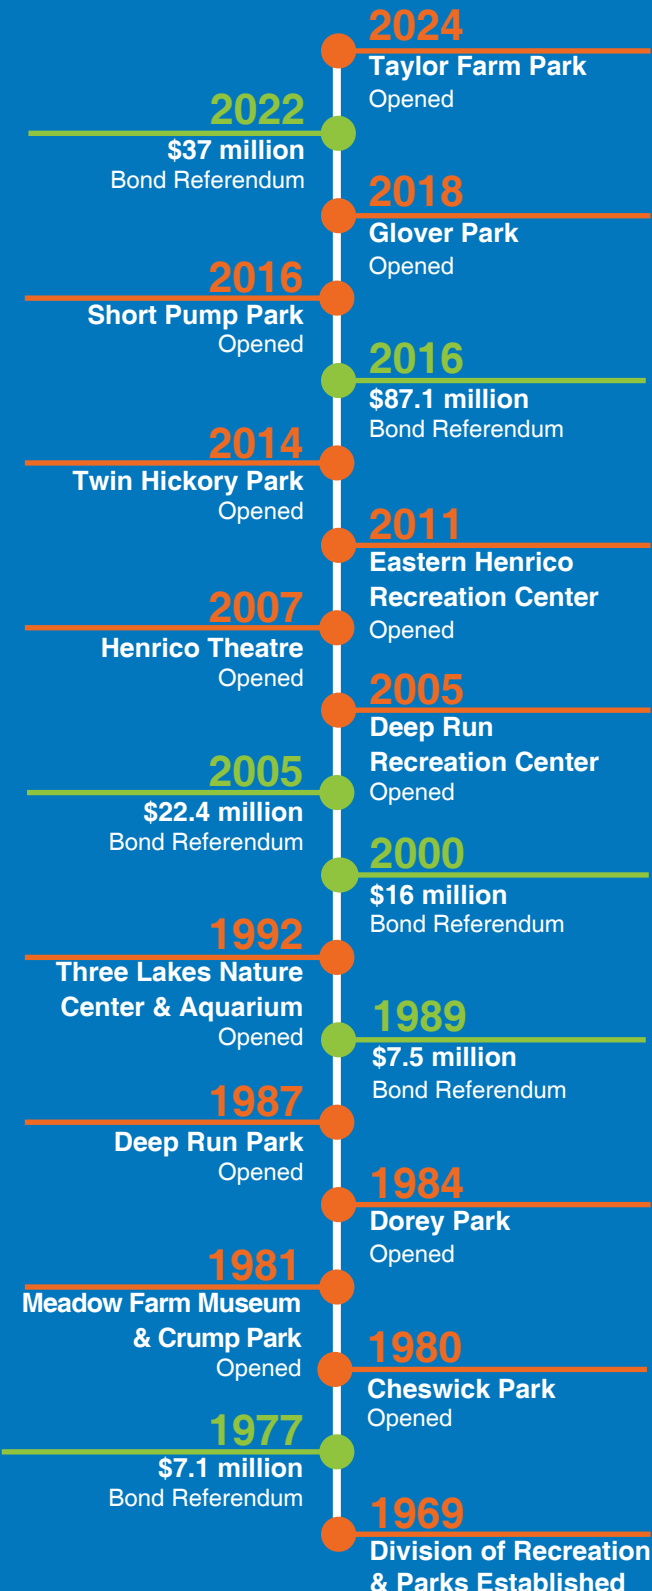 2024
Taylor Farm Park
Opened
2022
$37 million
Bond Referendum
2018
Glover Park
Opened
2016
Short Pump Park
Opened
2016
$87.1 million
Bond Referendum
2014
Twin Hickory Park
Opened
2011
Eastern Henrico
Recreation Center
Opened
2007
Henrico Theatre
Opened
2005
Deep Run
Recreation Center
Opened
2005
$22.4 million
Bond Referendum
2000
$16 million
Bond Referendum
1992
Three Lakes Nature
Center & Aquarium
Opened
1989
$7.5 million
Bond Referendum
1987
Deep Run Park
Opened
1984
Dorey Park
Opened
1981
Meadow Farm Museum
& Crump Park
Opened
1980
Cheswick Park
Opened
1977
$7.1 million
Bond Referendum
1969
Division of Recreation
& Parks Established